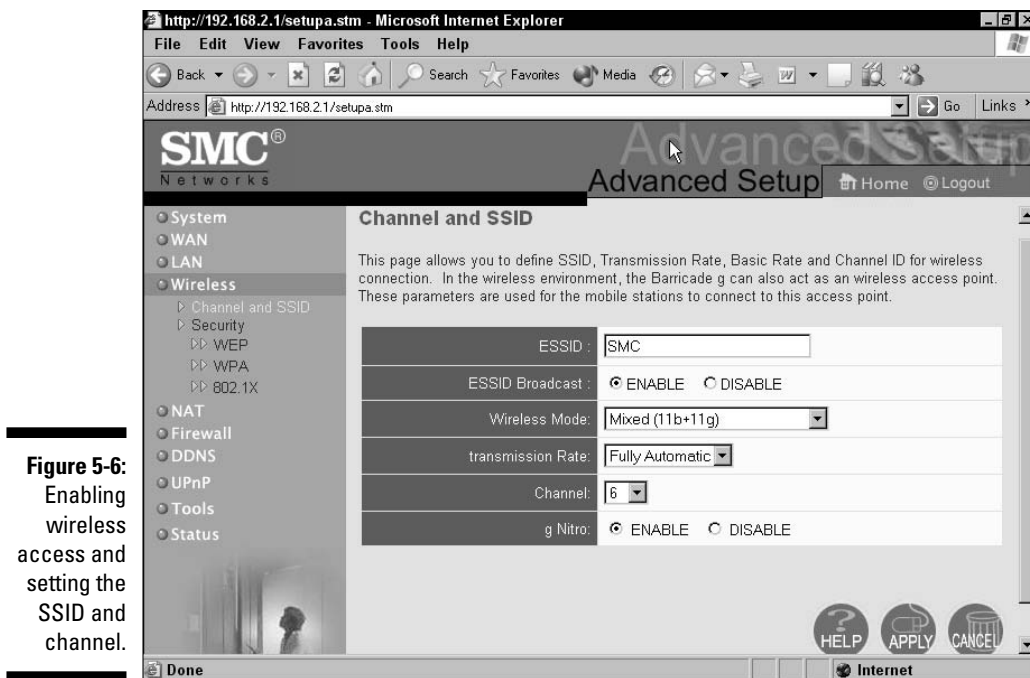 http://192.168.2.1/setupa.stm - Microsoft Internet Explorer
File Edit View Favorites Tools Help
Back Search Favorites Media
Address http://192.168.2.1/setupa.stm Go Links
SMC®
Networks
Advanced Setup
Advanced Setup Home Logout
System
WAN
LAN
Wireless
Channel and SSID
Security
WEP
WPA
802.1X
NAT
Firewall
DDNS
UPnP
Tools
Status
Channel and SSID
This page allows you to define SSID, Transmission Rate, Basic Rate and Channel ID for wireless
connection. In the wireless environment, the Barricade g can also act as an wireless access point.
These parameters are used for the mobile stations to connect to this access point.
ESSID : SMC
ESSID Broadcast : ENABLE DISABLE
Wireless Mode: Mixed (11b+11g)
transmission Rate: Fully Automatic
Channel: 6
g Nitro: ENABLE DISABLE
HELP APPLY CANCEL
Done Internet
Figure 5-6:
Enabling
wireless
access and
setting the
SSID and
channel.